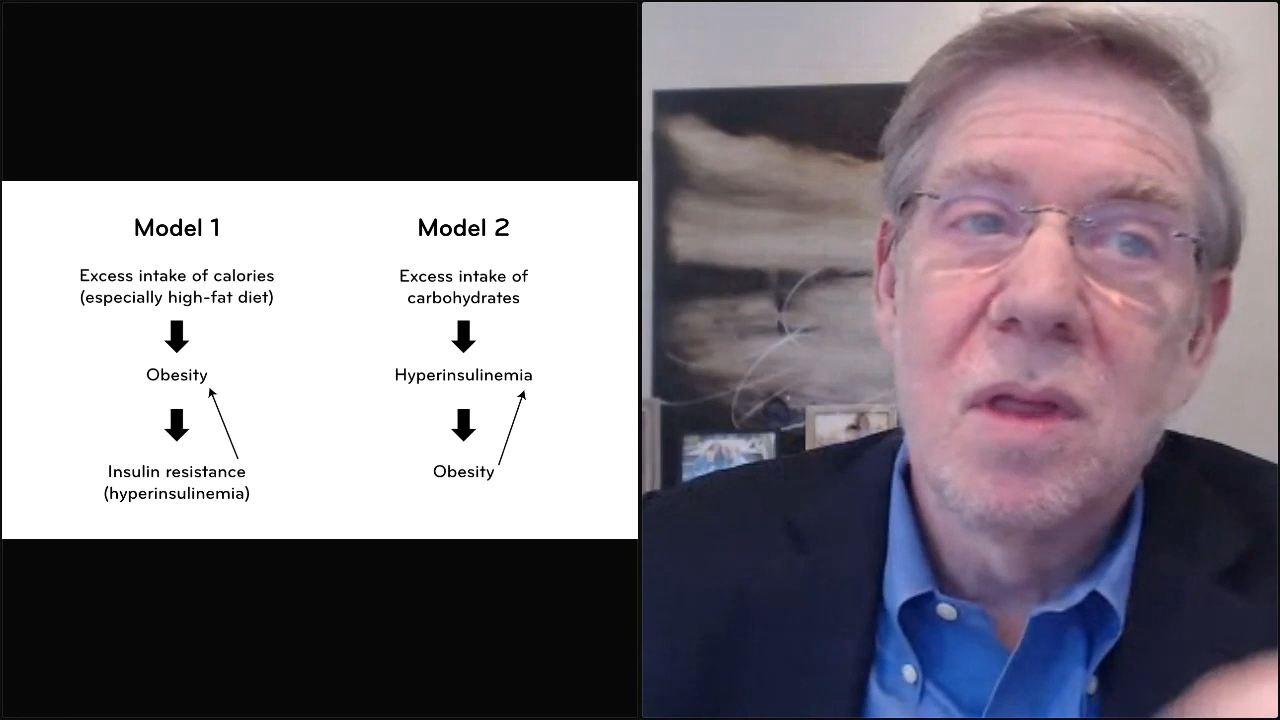 Model 1
Excess intake of calories
(especially high-fat diet)
Obesity
Insulin resistance
(hyperinsulinemia)
Model 2
Excess intake of
carbohydrates
Hyperinsulinemia
Obesity